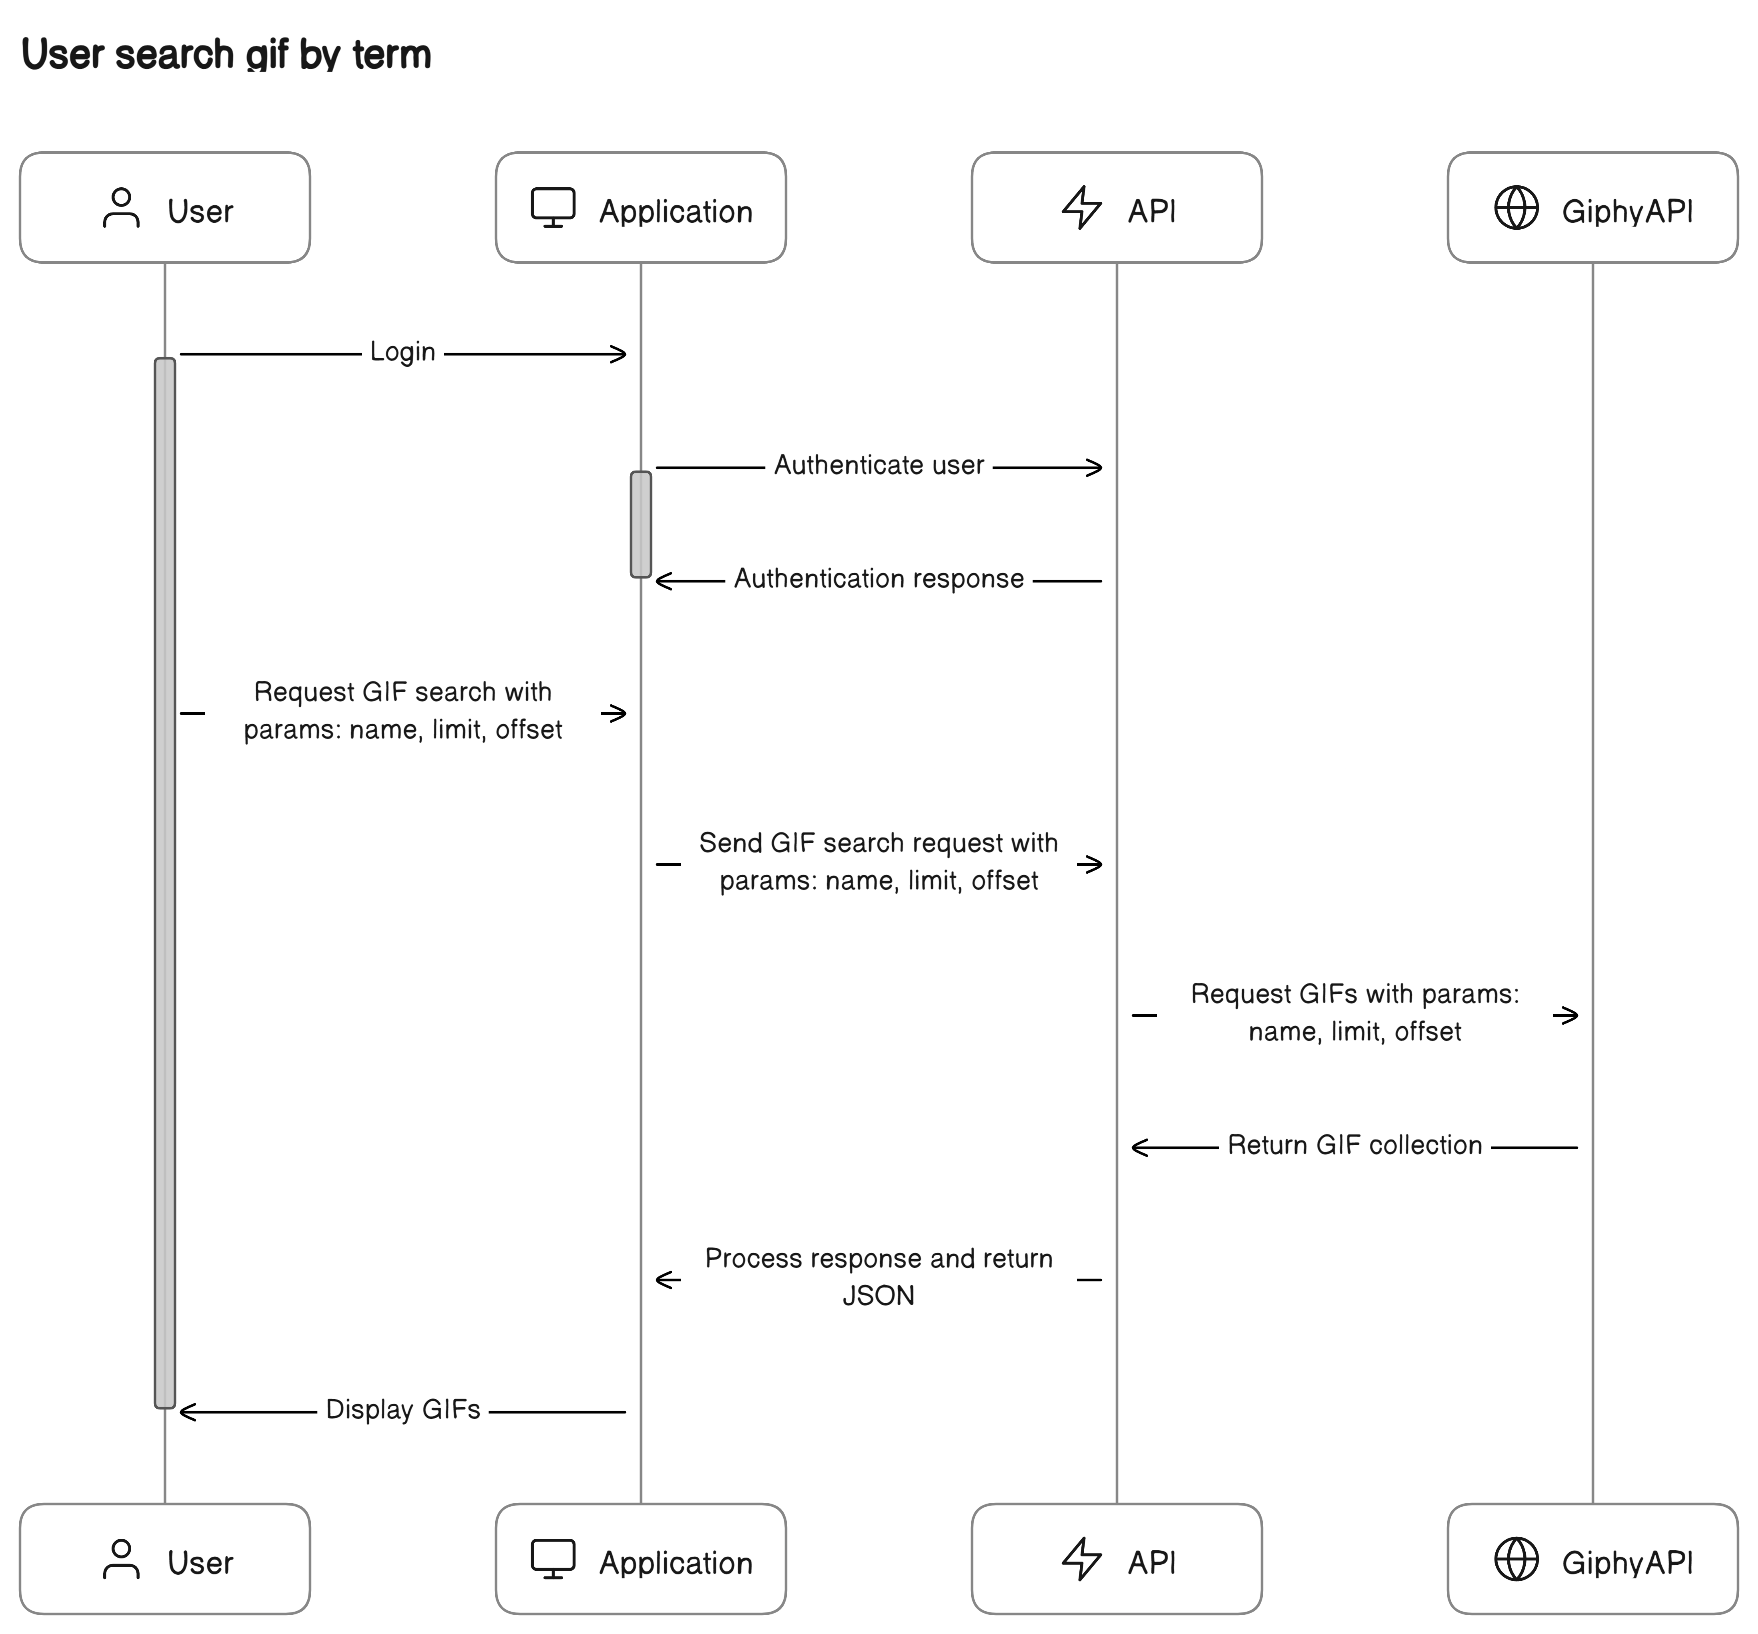 User search gif by term
User
Application
API
GiphyAPI
Login
Authenticate user
Authentication response
Request GIF search with
params: name, limit, offset
Send GIF search request with
params: name, limit, offset
Request GIFs with params:
name, limit, offset
Return GIF collection
Process response and return
JSON
Display GIFs
User
Application
API
GiphyAPI